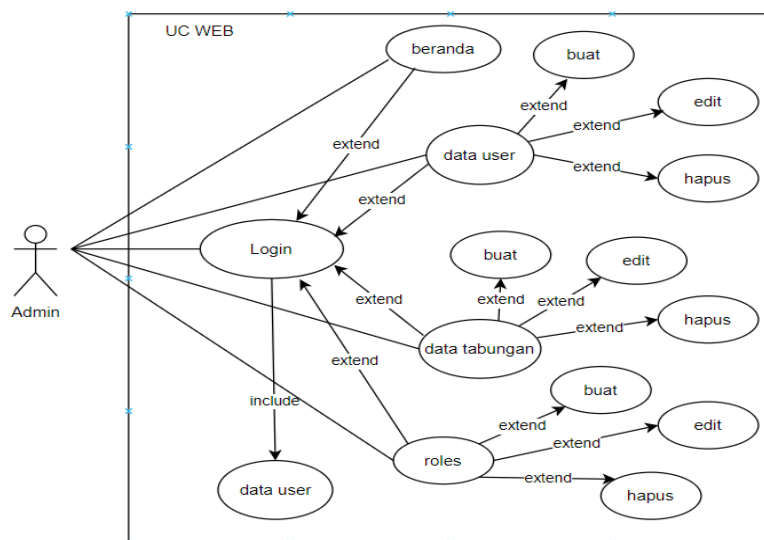 UC WEB
beranda
buat
extend
edit
extend
extend
data user
extend
hapus
extend
Login
buat
edit
Admin
extend
extend
extend
extend
hapus
data tabungan
extend
buat
include
extend
edit
extend
roles
extend
data user
hapus